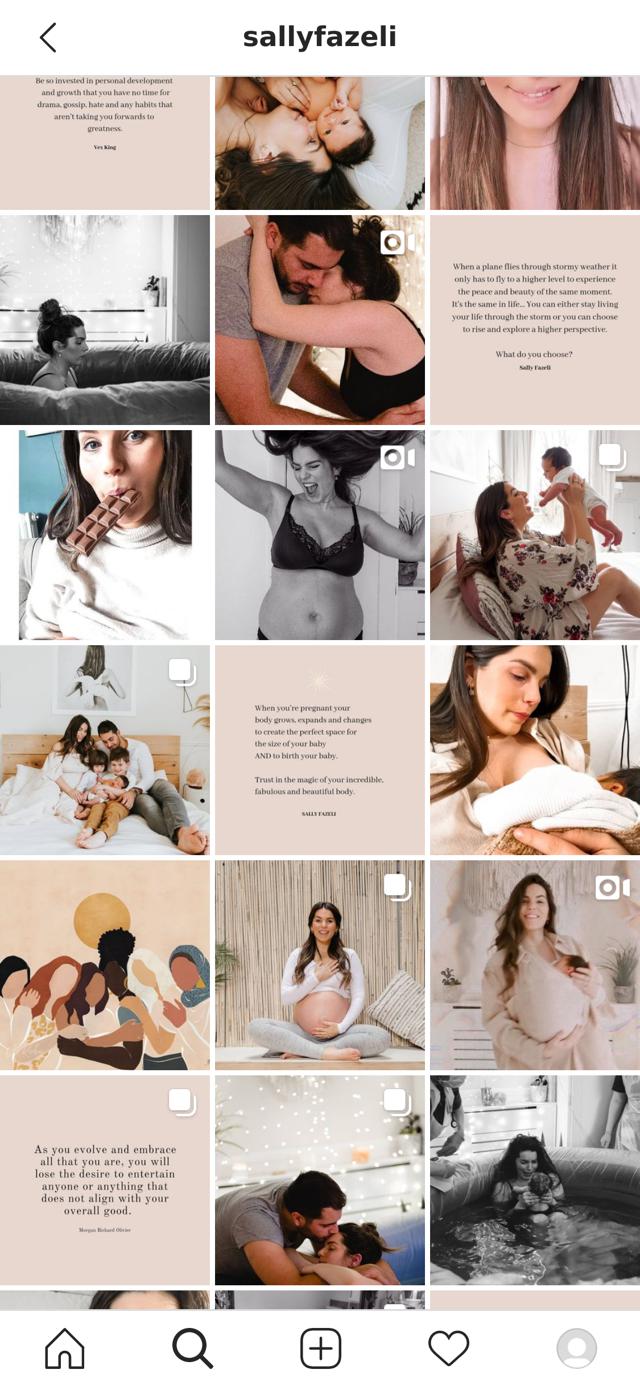 sallyfazeli
Be so invested in personal development
and growth that you have no time for
drama, gossip, hate and any habits that
aren't taking you forwards to
greatness.
Vex King
When a plane flies through stormy weather it
only has to fly to a higher level to experience
the peace and beauty of the same moment.
It's the same in life... You can either stay living
your life through the storm or you can choose
to rise and explore a higher perspective.
What do you choose?
Sally Fazeli
When you're pregnant your
body grows, expands and changes
to create the perfect space for
the size of your baby
AND to birth your baby.
Trust in the magic of your incredible,
fabulous and beautiful body.
SALLY FAZELI
As you evolve and embrace
all that you are, you will
lose the desire to entertain
anyone or anything that
does not align with your
overall good.
Morgan Richard Olivier